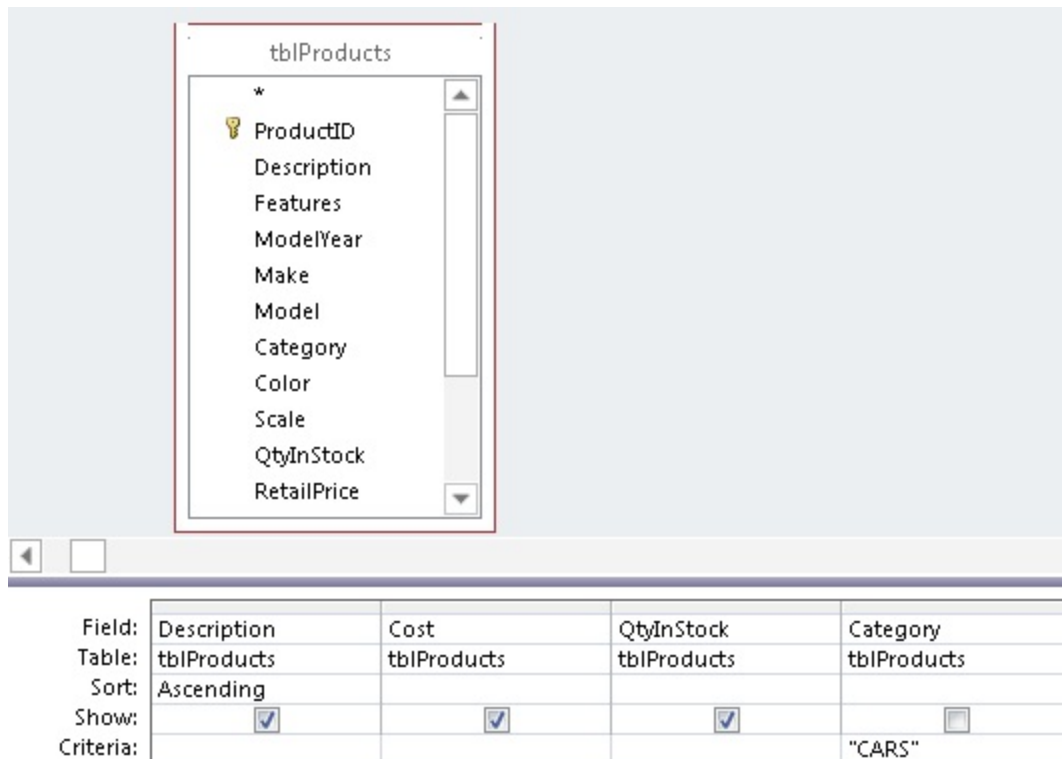 tblProducts
*
ProductID
Description
Features
ModelYear
Make
Model
Category
Color
Scale
QtyInStock
RetailPrice
Field: Description Cost QtyInStock Category
Table: tblProducts tblProducts tblProducts tblProducts
Sort: Ascending
Show:
Criteria: "CARS"